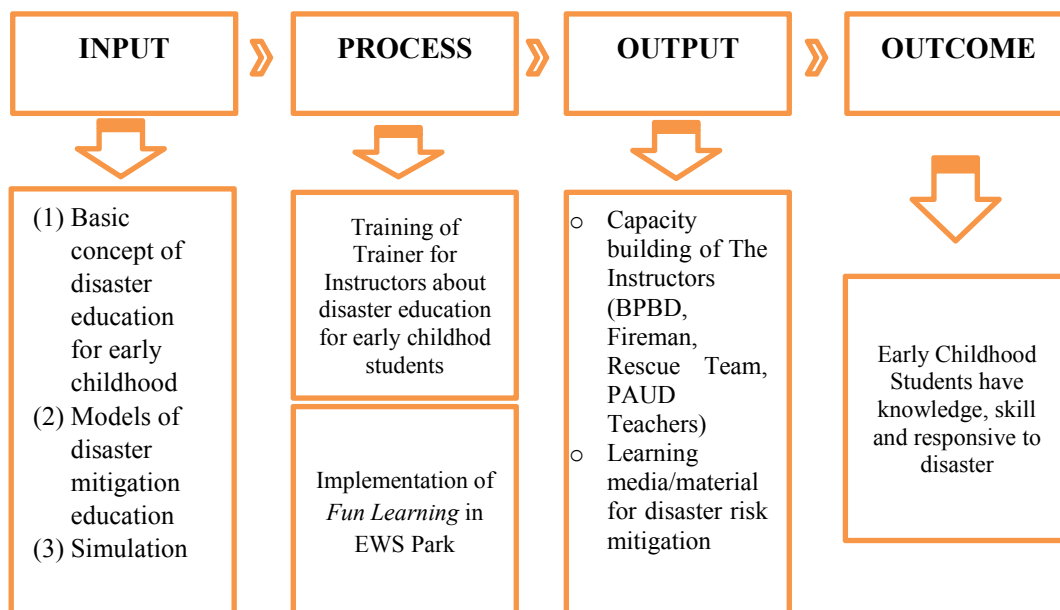 INPUT
PROCESS
OUTPUT
OUTCOME
(1) Basic
concept of
disaster
education
for early
childhood
(2) Models of
disaster
mitigation
education
(3) Simulation
Training of
Trainer for
Instructors about
disaster education
for early childhod
students
Implementation of
Fun Learning in
EWS Park
o Capacity
building of The
Instructors
(BPBD,
Fireman,
Rescue Team,
PAUD
Teachers)
o Learning
media/material
for disaster risk
mitigation
Early Childhood
Students have
knowledge, skill
and responsive to
disaster